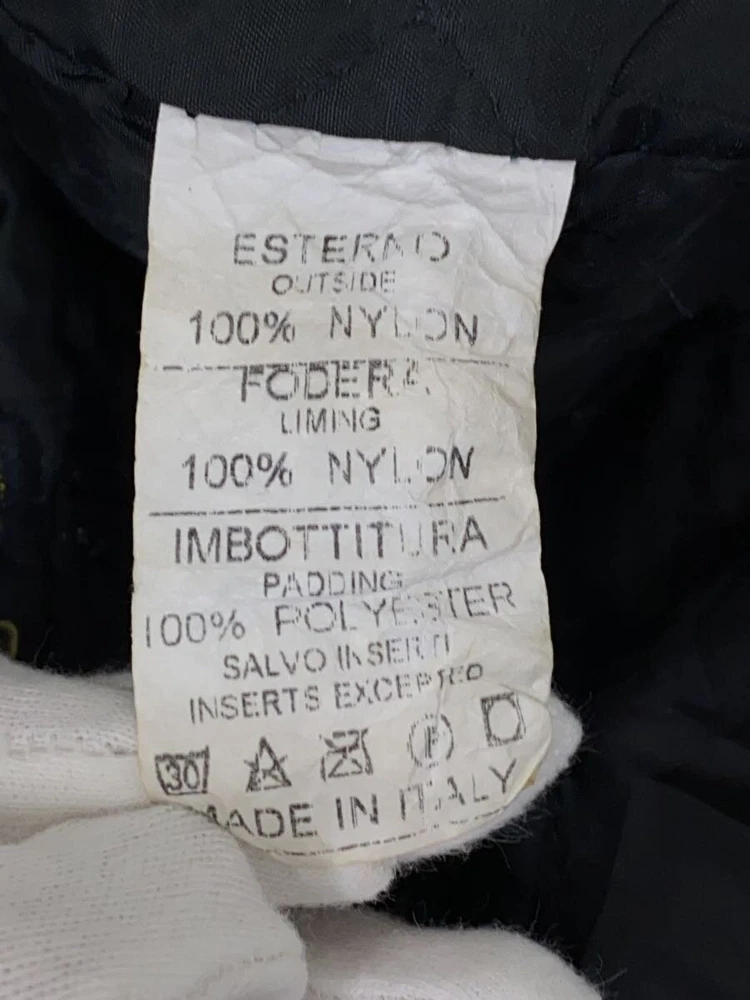 ESTERNO
OUTSIDE
100% NYLON
FODERA
LIMING
100% NYLON
IMBOTTITURA
PADDING
100% POLYESTER
SALVO INSERTI
INSERTS EXCEPTED
30 P
MADE IN ITALY